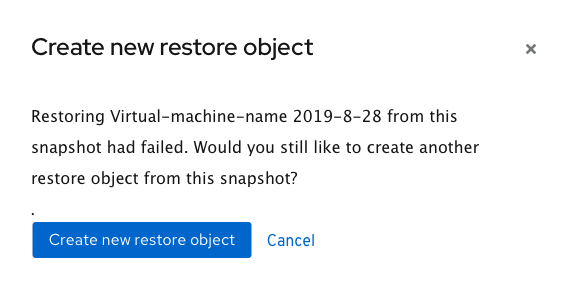 Create new restore object
×
Restoring Virtual-machine-name 2019-8-28 from this
snapshot had failed. Would you still like to create another
restore object from this snapshot?
.
Create new restore object Cancel